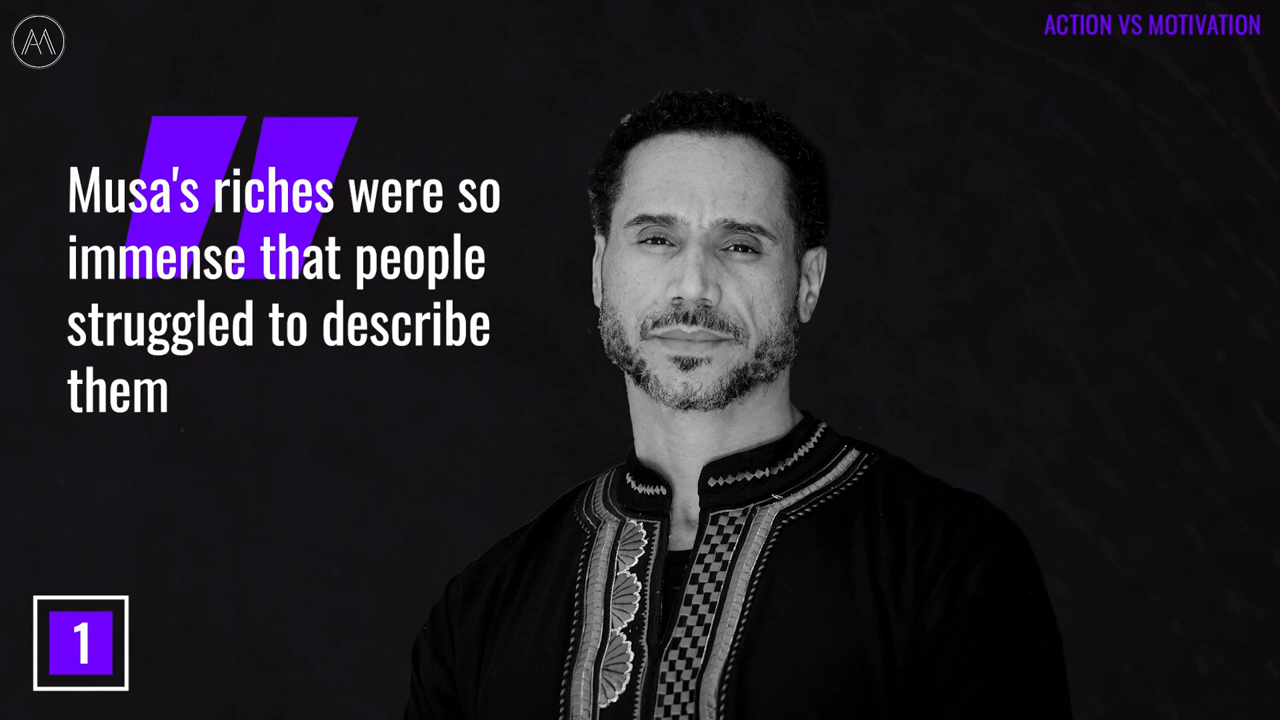 ACTION VS MOTIVATION
Musa's riches were so
immense that people
struggled to describe
them
1